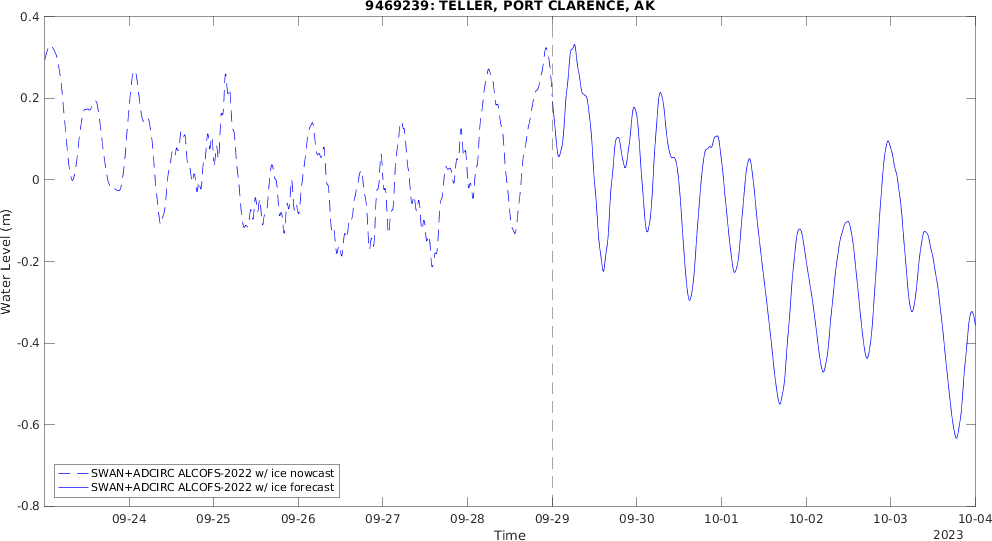 9469239: TELLER, PORT CLARENCE, AK
0.4
0.2
0
-0.2
-0.4
-0.6
-0.8
Water Level (m)
SWAN+ADCIRC ALCOFS-2022 w/ ice nowcast
SWAN+ADCIRC ALCOFS-2022 w/ ice forecast
09-24 09-25 09-26 09-27 09-28 09-29 09-30 10-01 10-02 10-03 10-04
Time
2023